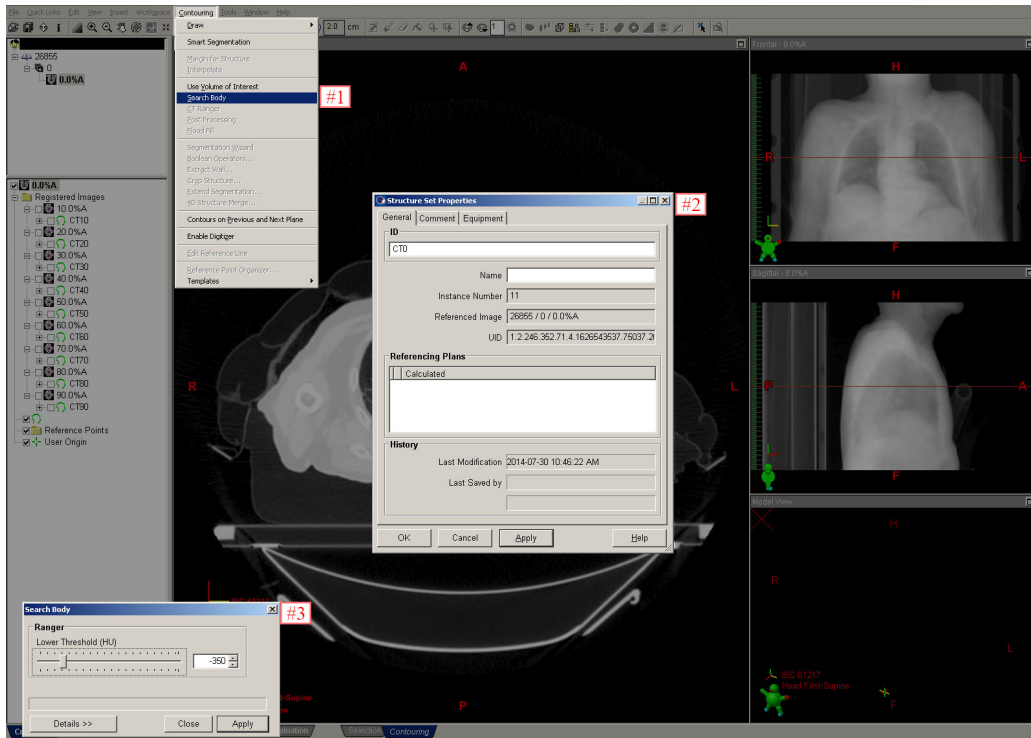 File Quick Links Edit View Insert Workspace Contouring Tools Window Help
2.0 cm
1
26855
0
0.0%A
0.0%A
Registered Images
10.0%A
CT10
20.0%A
CT20
30.0%A
CT30
40.0%A
CT40
50.0%A
CT50
60.0%A
CT60
70.0%A
CT70
80.0%A
CT80
90.0%A
CT90
Reference Points
User Origin
Draw
Smart Segmentation
Margin for Structure
Interpolate
Use Volume of Interest
Search Body
#1
CT Ranger
Post Processing
Flood Fill
Segmentation Wizard
Boolean Operators...
Extract Wall...
Crop Structure...
Extend Segmentation...
4D Structure Merge...
Contours on Previous and Next Plane
Enable Digitizer
Edit Reference Line
Reference Point Organizer...
Templates
A
R
L
P
Structure Set Properties
#2
General Comment Equipment
ID
CT0
Name
Instance Number 11
Referenced Image 26855 / 0 / 0.0%A
UID 1.2.246.352.71.4.1626543537.75037.2
Referencing Plans
Calculated
History
Last Modification 2014-07-30 10:46:22 AM
Last Saved by
OK Cancel Apply Help
Search Body
#3
Ranger
Lower Threshold (HU)
-350
Details >> Close Apply
Selection Contouring
Frontal - 0.0%A
H
R
L
F
Sagittal - 0.0%A
H
P
A
F
Model View
H
R
L
IEC 61217
Head First-Supine
F